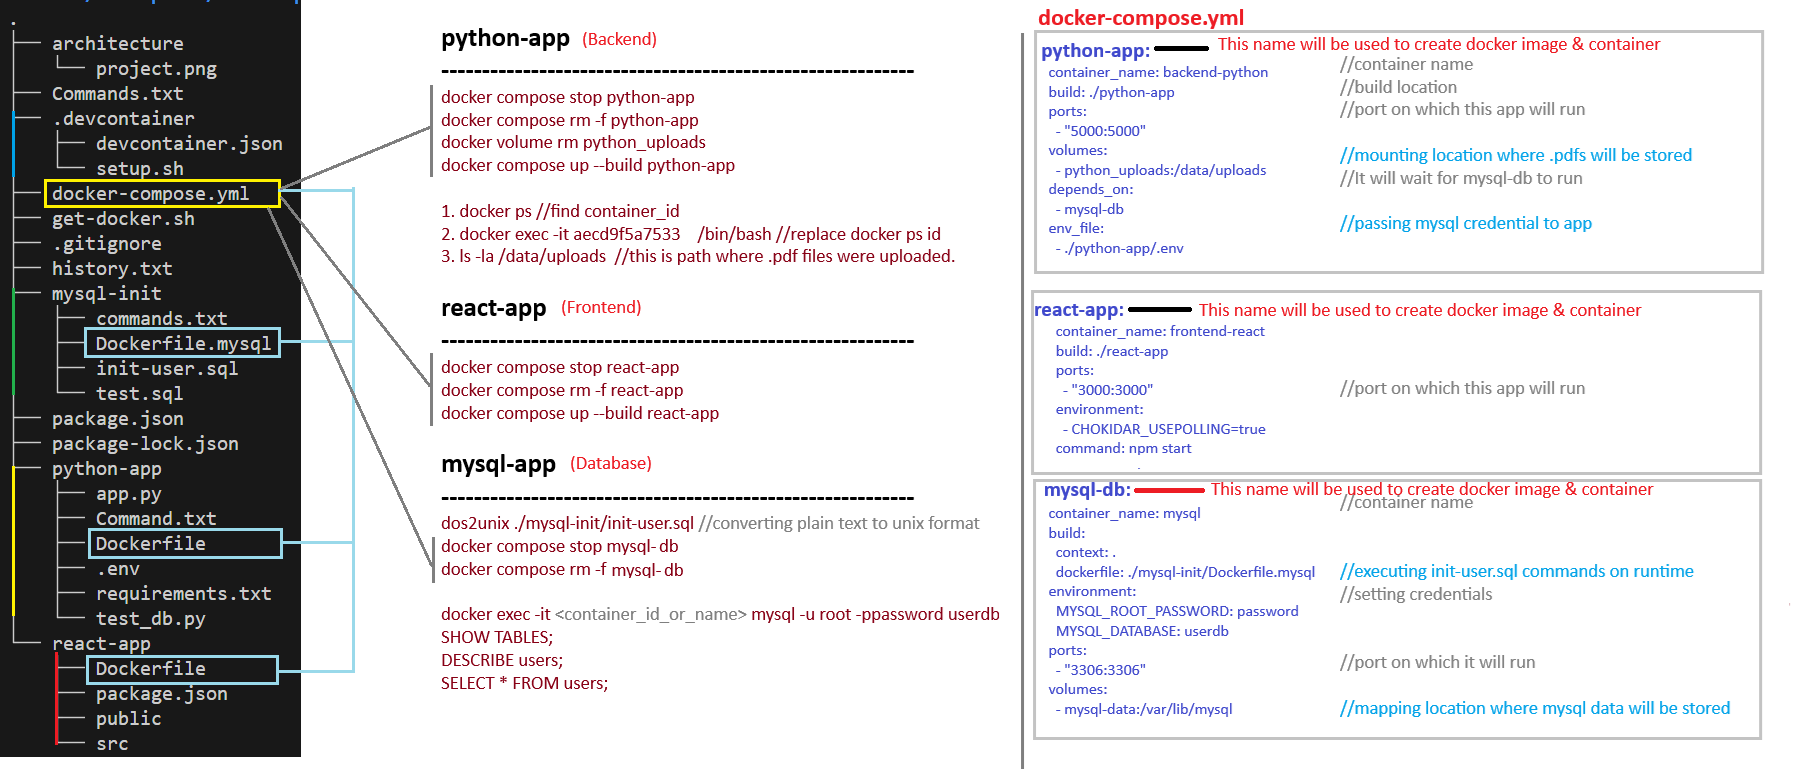 .
architecture
project.png
Commands.txt
.devcontainer
devcontainer.json
setup.sh
docker-compose.yml
get-docker.sh
.gitignore
history.txt
mysql-init
commands.txt
Dockerfile.mysql
init-user.sql
test.sql
package.json
package-lock.json
python-app
app.py
Command.txt
Dockerfile
.env
requirements.txt
test_db.py
react-app
Dockerfile
package.json
public
src
python-app (Backend)
----------------------------------------------------------
docker compose stop python-app
docker compose rm -f python-app
docker volume rm python_uploads
docker compose up --build python-app
1. docker ps //find container_id
2. docker exec -it aecd9f5a7533 /bin/bash //replace docker ps id
3. ls -la /data/uploads //this is path where .pdf files were uploaded.
react-app (Frontend)
----------------------------------------------------------
docker compose stop react-app
docker compose rm -f react-app
docker compose up --build react-app
mysql-app (Database)
----------------------------------------------------------
dos2unix ./mysql-init/init-user.sql //converting plain text to unix format
docker compose stop mysql-db
docker compose rm -f mysql-db
docker exec -it <container_id_or_name> mysql -u root -ppassword userdb
SHOW TABLES;
DESCRIBE users;
SELECT * FROM users;
docker-compose.yml
python-app: This name will be used to create docker image & container
container_name: backend-python //container name
build: ./python-app //build location
ports: //port on which this app will run
- "5000:5000"
volumes: //mounting location where .pdfs will be stored
- python_uploads:/data/uploads //It will wait for mysql-db to run
depends_on:
- mysql-db
env_file: //passing mysql credential to app
- ./python-app/.env
react-app: This name will be used to create docker image & container
container_name: frontend-react
build: ./react-app
ports:
- "3000:3000" //port on which this app will run
environment:
- CHOKIDAR_USEPOLLING=true
command: npm start
mysql-db: This name will be used to create docker image & container
container_name: mysql //container name
build:
context: .
dockerfile: ./mysql-init/Dockerfile.mysql //executing init-user.sql commands on runtime
environment: //setting credentials
MYSQL_ROOT_PASSWORD: password
MYSQL_DATABASE: userdb
ports: //port on which it will run
- "3306:3306"
volumes:
- mysql-data:/var/lib/mysql //mapping location where mysql data will be stored